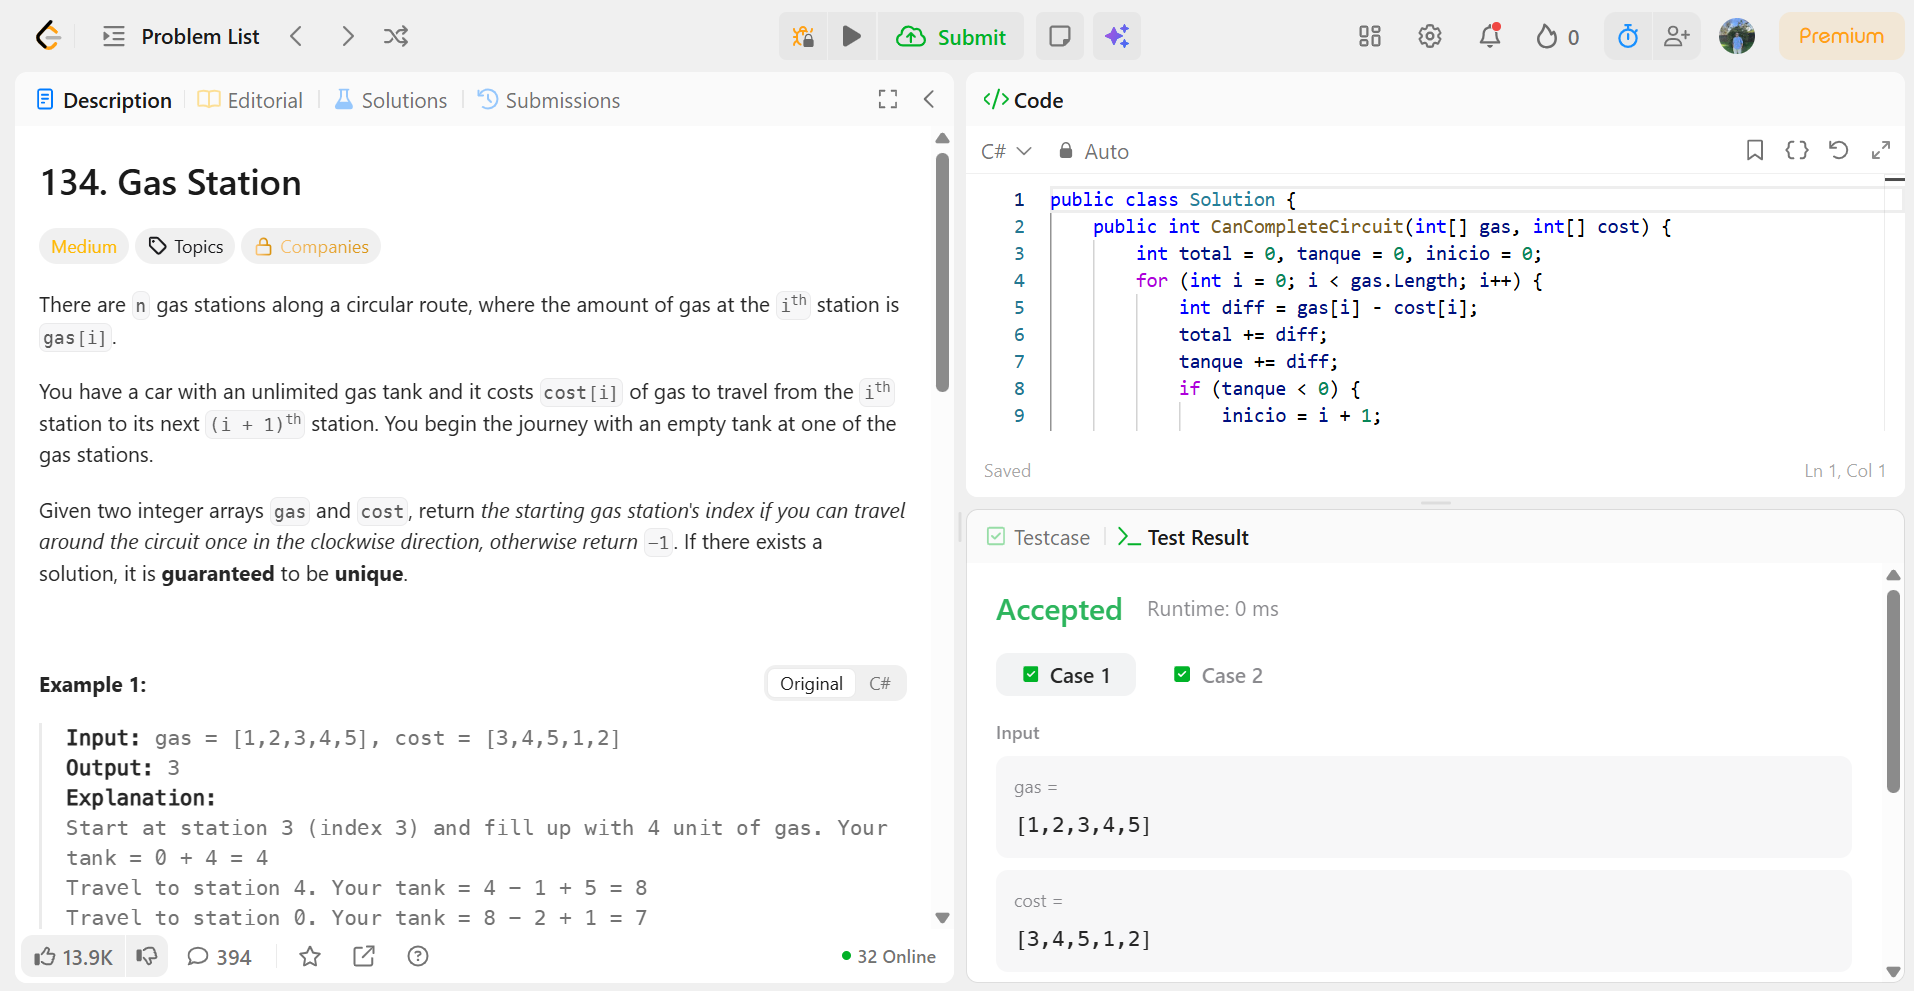 Problem List
Submit
0
Premium
Description
Editorial
Solutions
Submissions
134. Gas Station
Medium
Topics
Companies
There are n gas stations along a circular route, where the amount of gas at the ith station is
gas[i].
You have a car with an unlimited gas tank and it costs cost[i] of gas to travel from the ith
station to its next (i + 1)th station. You begin the journey with an empty tank at one of the
gas stations.
Given two integer arrays gas and cost, return the starting gas station's index if you can travel
around the circuit once in the clockwise direction, otherwise return -1. If there exists a
solution, it is guaranteed to be unique.
Example 1:
Original
C#
Input: gas = [1,2,3,4,5], cost = [3,4,5,1,2]
Output: 3
Explanation:
Start at station 3 (index 3) and fill up with 4 unit of gas. Your
tank = 0 + 4 = 4
Travel to station 4. Your tank = 4 - 1 + 5 = 8
Travel to station 0. Your tank = 8 - 2 + 1 = 7
13.9K
394
32 Online
</> Code
C#
Auto
1 public class Solution {
2 public int CanCompleteCircuit(int[] gas, int[] cost) {
3 int total = 0, tanque = 0, inicio = 0;
4 for (int i = 0; i < gas.Length; i++) {
5 int diff = gas[i] - cost[i];
6 total += diff;
7 tanque += diff;
8 if (tanque < 0) {
9 inicio = i + 1;
Saved
Ln 1, Col 1
Testcase
Test Result
Accepted
Runtime: 0 ms
Case 1
Case 2
Input
gas =
[1,2,3,4,5]
cost =
[3,4,5,1,2]